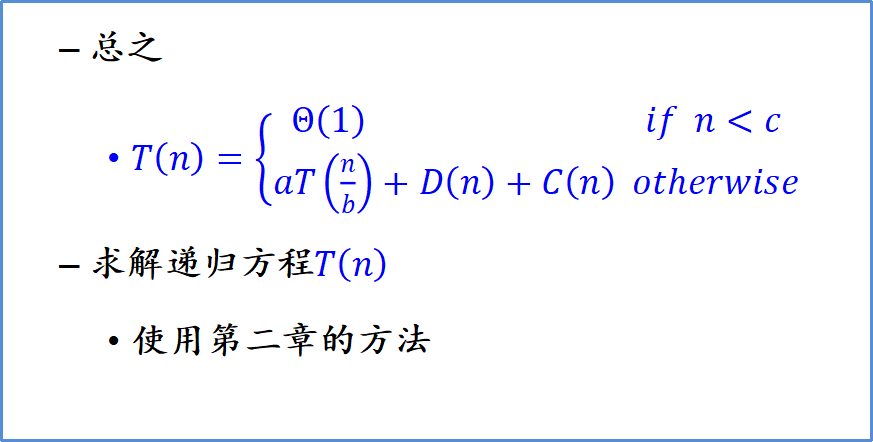 – 总之
• T(n) = { Θ(1) if n < c
aT(n/b) + D(n) + C(n) otherwise
– 求解递归方程T(n)
• 使用第二章的方法